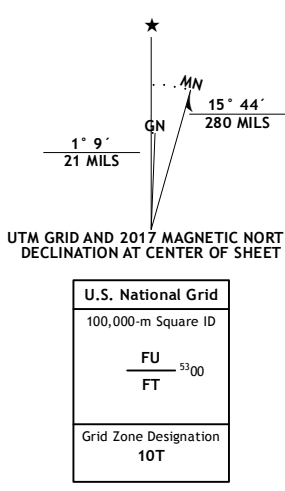 ★
MN
15° 44´
280 MILS
GN
1° 9´
21 MILS
UTM GRID AND 2017 MAGNETIC NORT
DECLINATION AT CENTER OF SHEET
U.S. National Grid
100,000-m Square ID
FU
5300
FT
Grid Zone Designation
10T